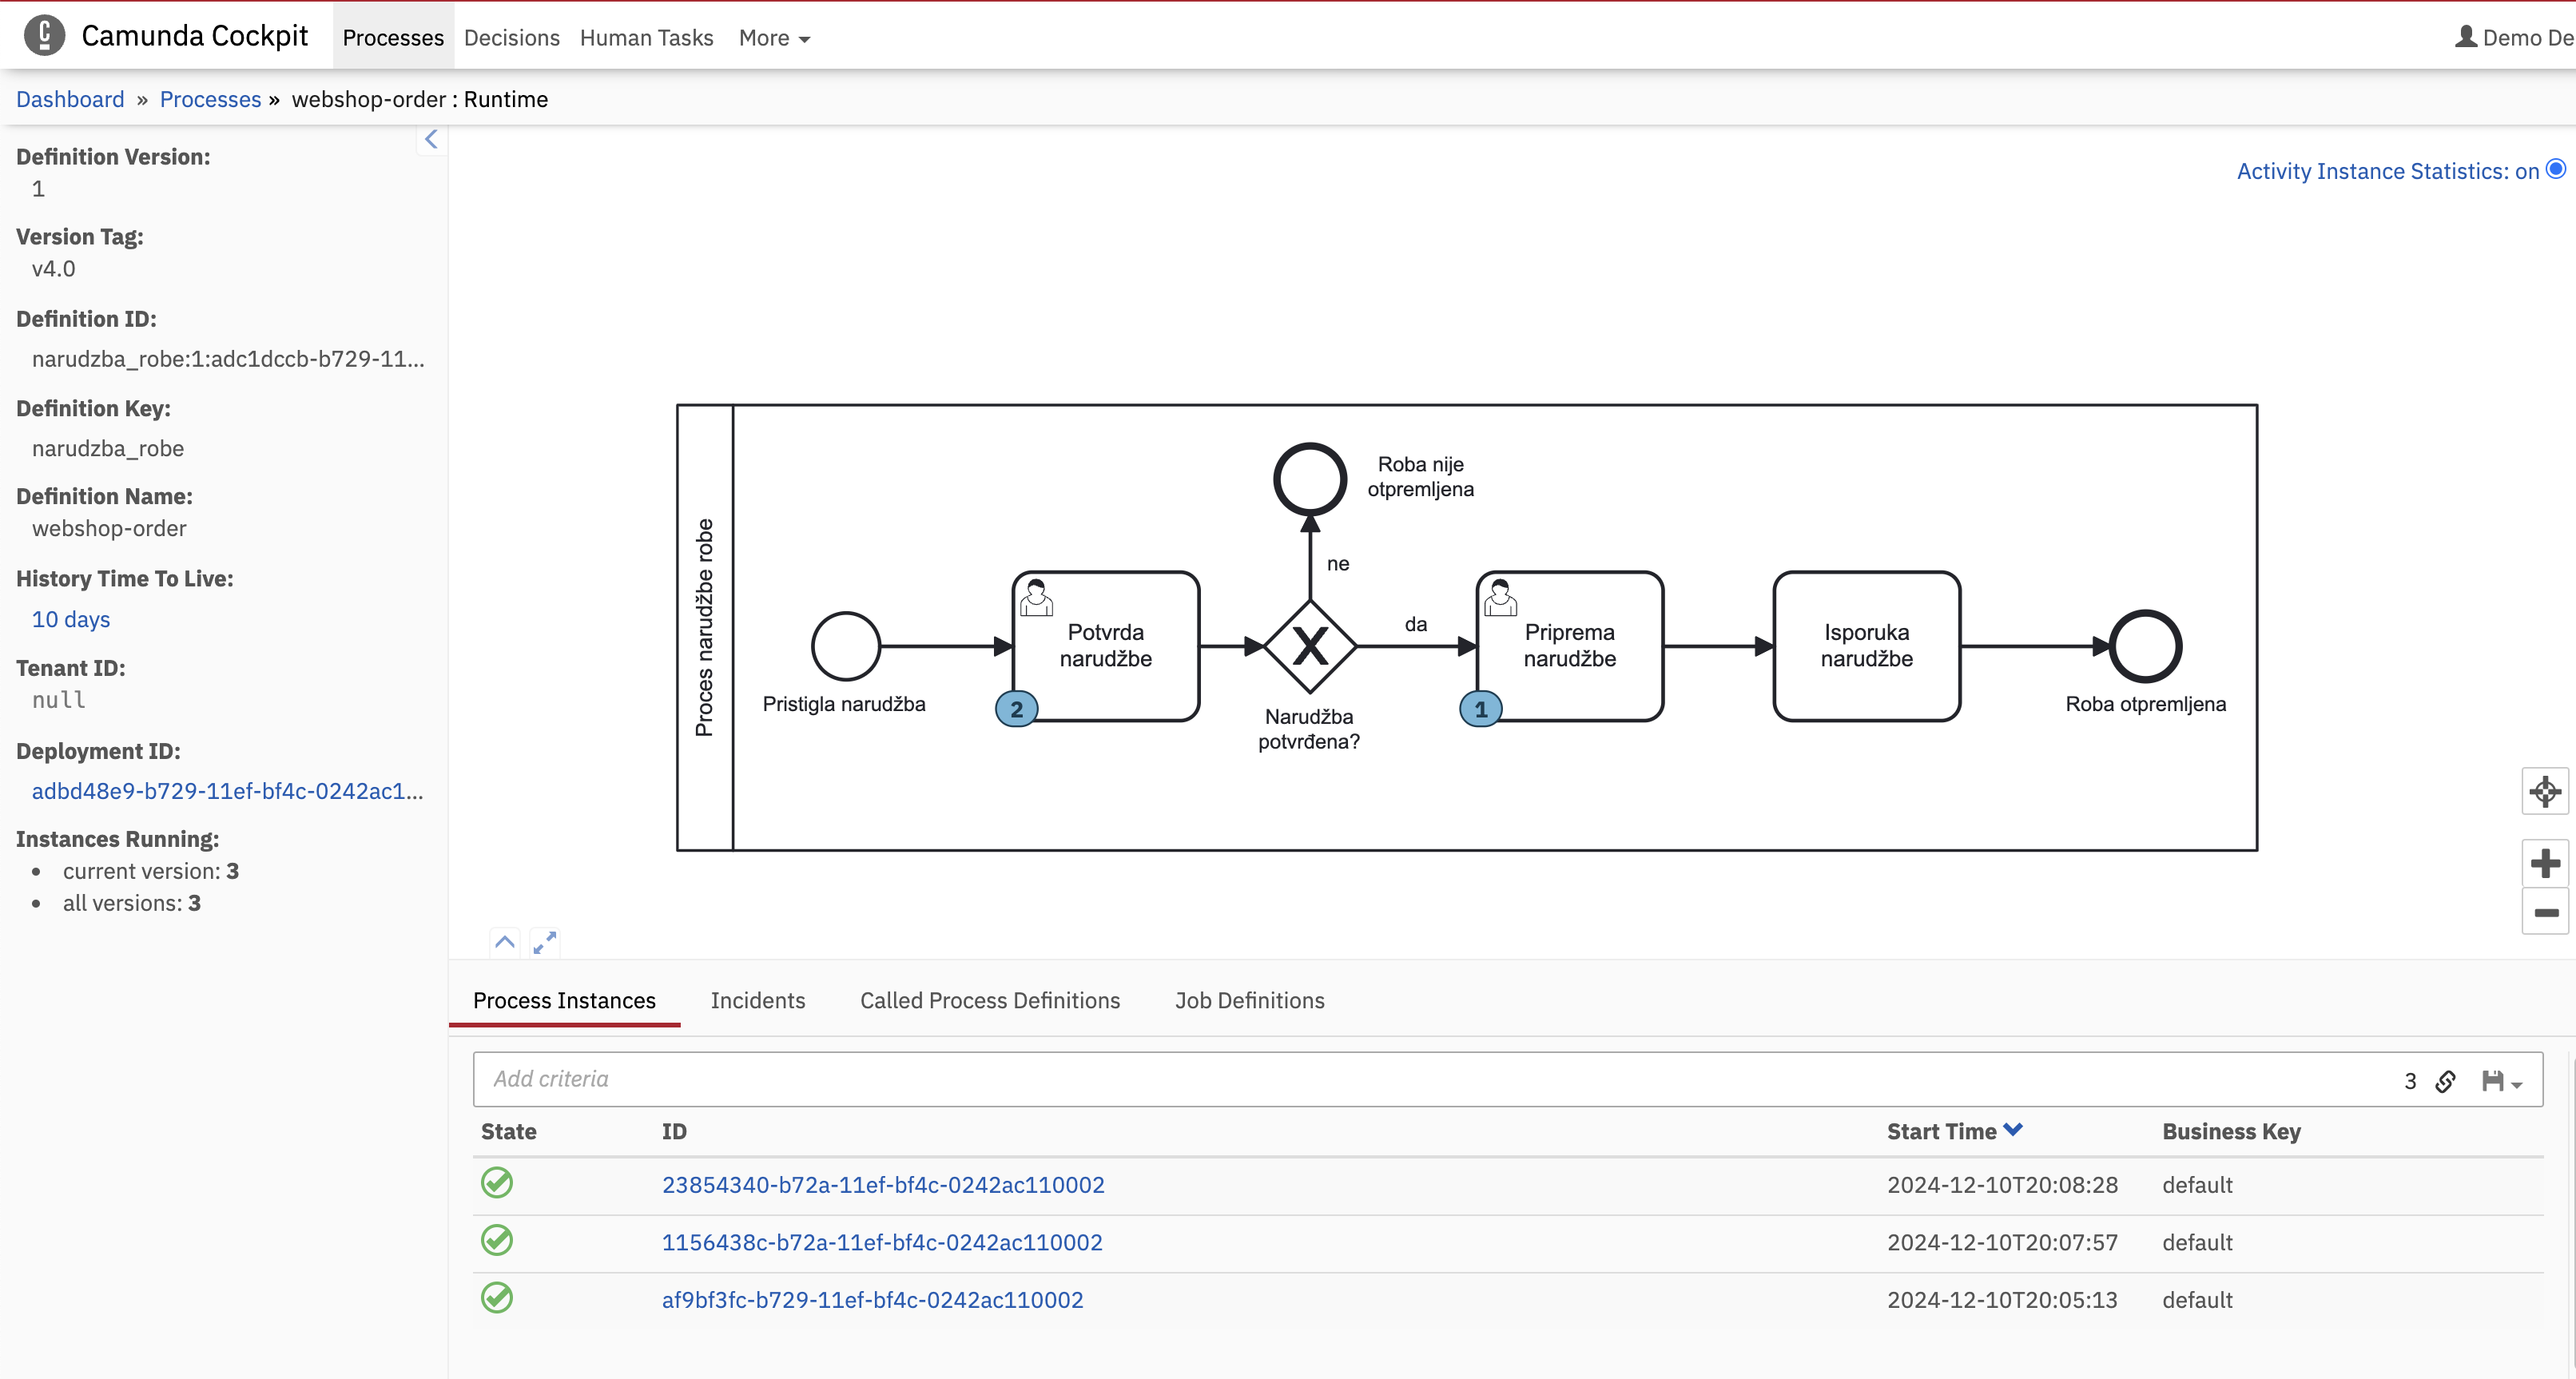 Camunda Cockpit Processes Decisions Human Tasks More Demo De
Dashboard » Processes » webshop-order : Runtime
Definition Version:
1
Version Tag:
v4.0
Definition ID:
narudzba_robe:1:adc1dccb-b729-11...
Definition Key:
narudzba_robe
Definition Name:
webshop-order
History Time To Live:
10 days
Tenant ID:
null
Deployment ID:
adbd48e9-b729-11ef-bf4c-0242ac1...
Instances Running:
current version: 3
all versions: 3
Activity Instance Statistics: on
Proces narudžbe robe
Pristigla narudžba
Potvrda
narudžbe
2
Narudžba
potvrđena?
ne
Roba nije
otpremljena
da
Priprema
narudžbe
1
Isporuka
narudžbe
Roba otpremljena
Process Instances Incidents Called Process Definitions Job Definitions
Add criteria 3
State ID Start Time Business Key
23854340-b72a-11ef-bf4c-0242ac110002 2024-12-10T20:08:28 default
1156438c-b72a-11ef-bf4c-0242ac110002 2024-12-10T20:07:57 default
af9bf3fc-b729-11ef-bf4c-0242ac110002 2024-12-10T20:05:13 default